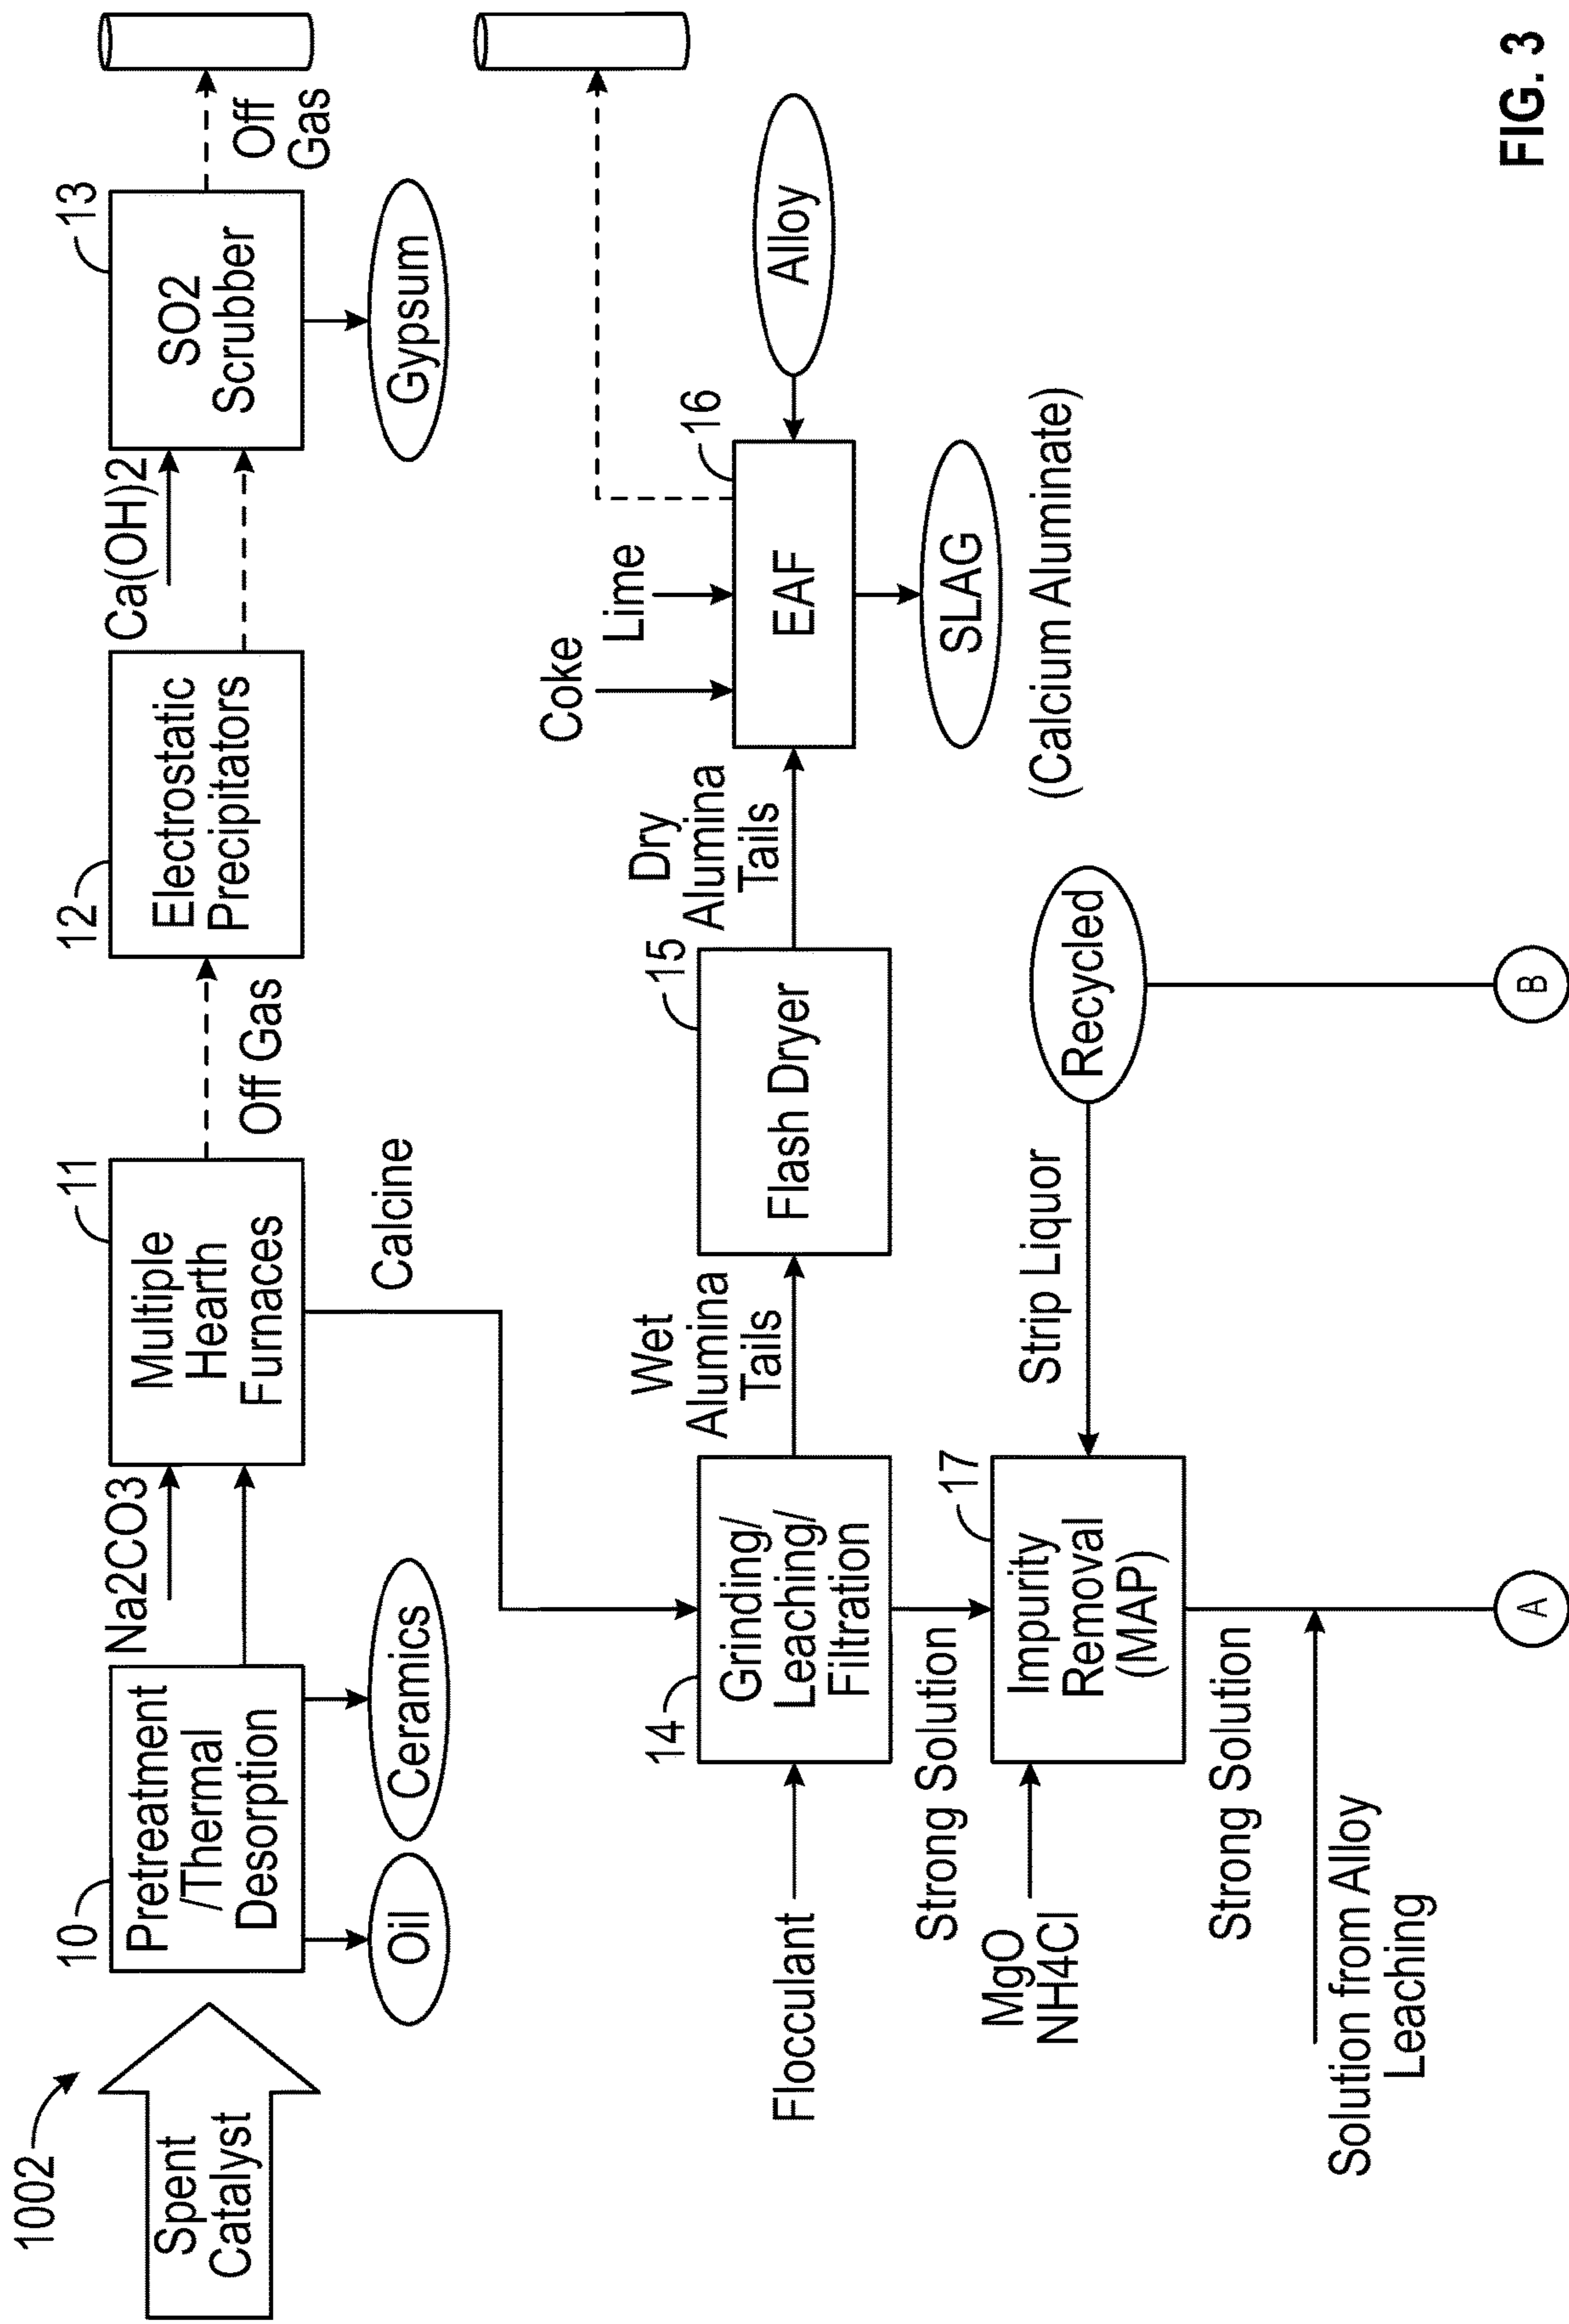 1002
Spent
Catalyst
10
Pretreatment
/Thermal
Desorption
Oil
Ceramics
Na2CO3
11
Multiple
Hearth
Furnaces
Off Gas
Calcine
12
Electrostatic
Precipitators
Ca(OH)2
13
SO2
Scrubber
Gypsum
Off
Gas
Flocculant
14
Grinding/
Leaching/
Filtration
Wet
Alumina
Tails
15
Flash Dryer
Dry
Alumina
Tails
Coke
Lime
16
EAF
Alloy
SLAG
(Calcium Aluminate)
Strong Solution
MgO
NH4Cl
17
Impurity
Removal
(MAP)
Strip Liquor
Recycled
Strong Solution
Solution from Alloy
Leaching
A
B
FIG. 3